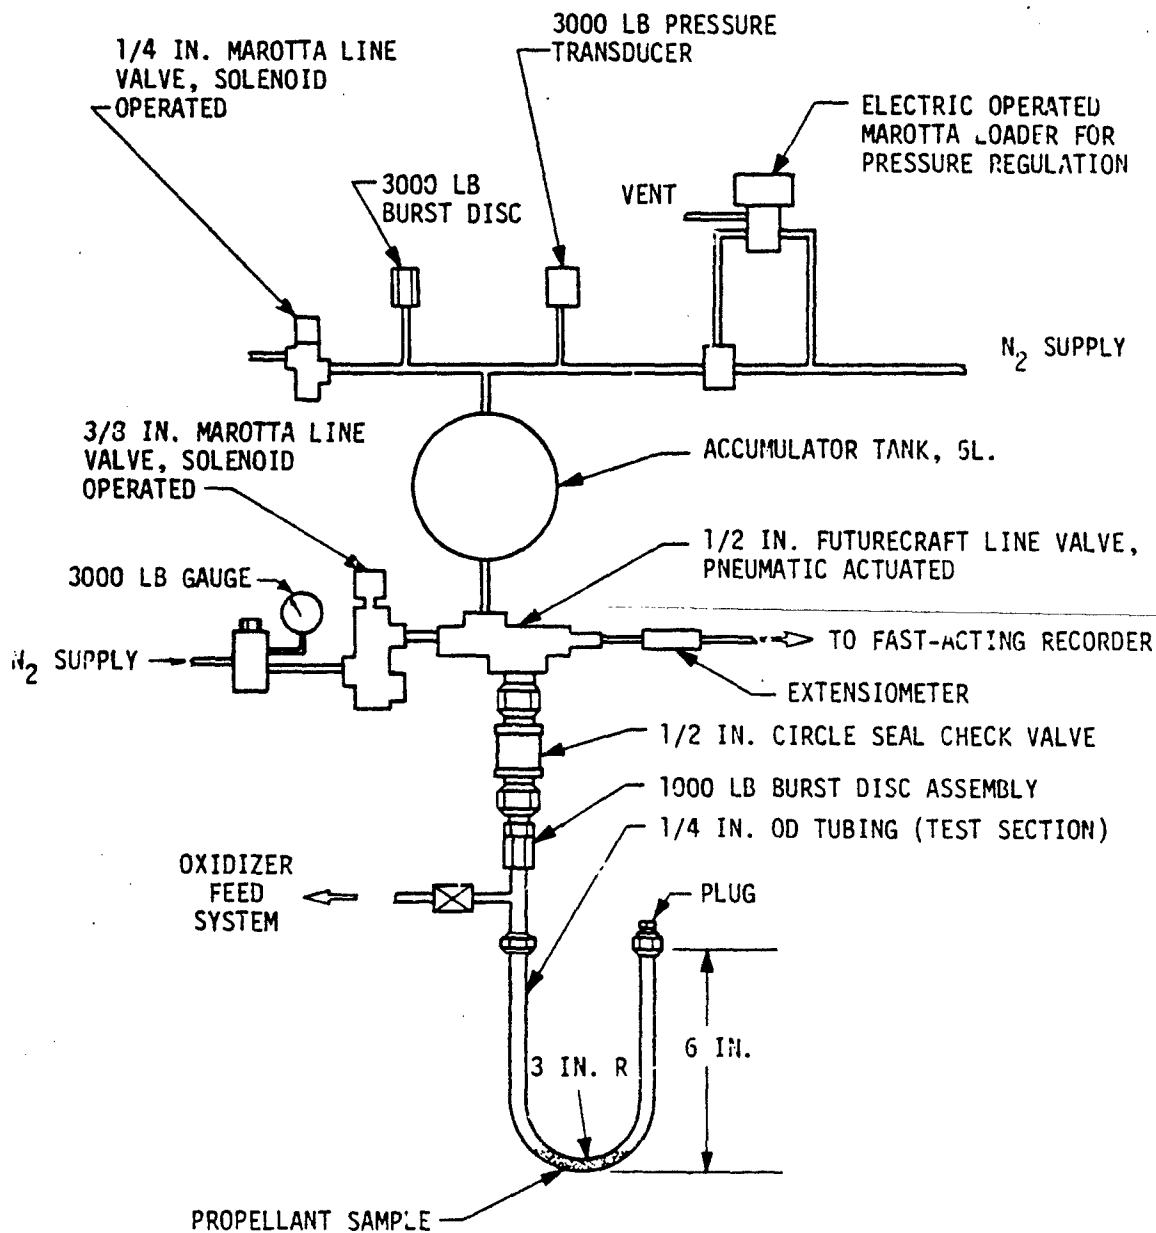 3000 LB PRESSURE
TRANSDUCER
1/4 IN. MAROTTA LINE
VALVE, SOLENOID
OPERATED
ELECTRIC OPERATED
MAROTTA LOADER FOR
PRESSURE REGULATION
3000 LB
BURST DISC
VENT
N2 SUPPLY
3/8 IN. MAROTTA LINE
VALVE, SOLENOID
OPERATED
ACCUMULATOR TANK,
1/2 IN. FUTURECRAFT LINE VALVE,
PNEUMATIC ACTUATED
3000 LB GAUGE
TO FAST-ACTING RECORDER
N2 SUPPLY
EXTENSIOMETER
1/2 IN. CIRCLE SEAL CHECK VALVE
1000 LB BURST DISC ASSEMBLY
1/4 IN. OD TUBING (TEST SECTION)
OXIDIZER
FEED
SYSTEM
PLUG
6 IN.
3 IN. R
PROPELLANT SAMPLE